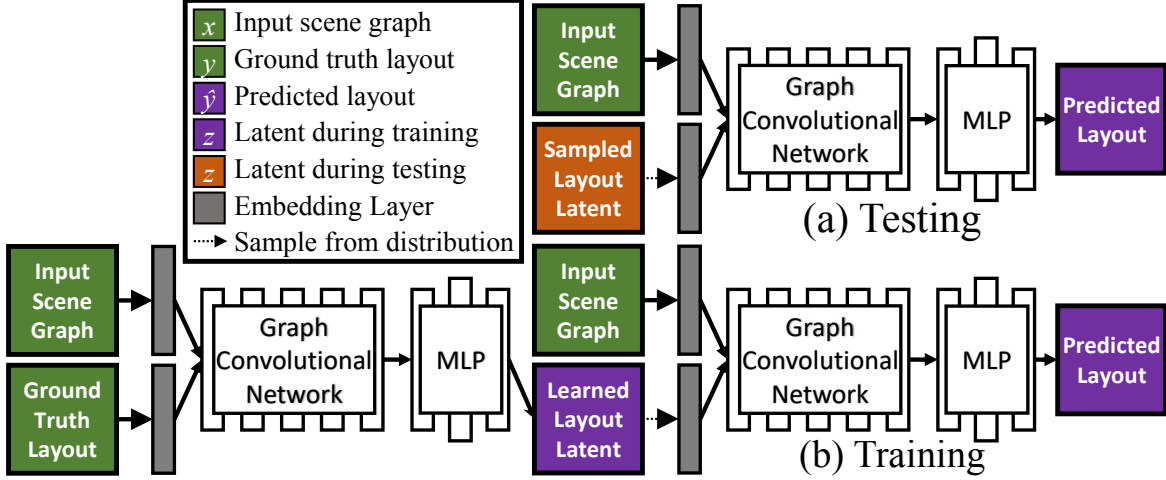 x Input scene graph
y Ground truth layout
ŷ Predicted layout
z Latent during training
z Latent during testing
Embedding Layer
Sample from distribution
Input
Scene
Graph
Sampled
Layout
Latent
Graph
Convolutional
Network
MLP
Predicted
Layout
(a) Testing
Input
Scene
Graph
Ground
Truth
Layout
Graph
Convolutional
Network
MLP
Input
Scene
Graph
Learned
Layout
Latent
Graph
Convolutional
Network
MLP
Predicted
Layout
(b) Training